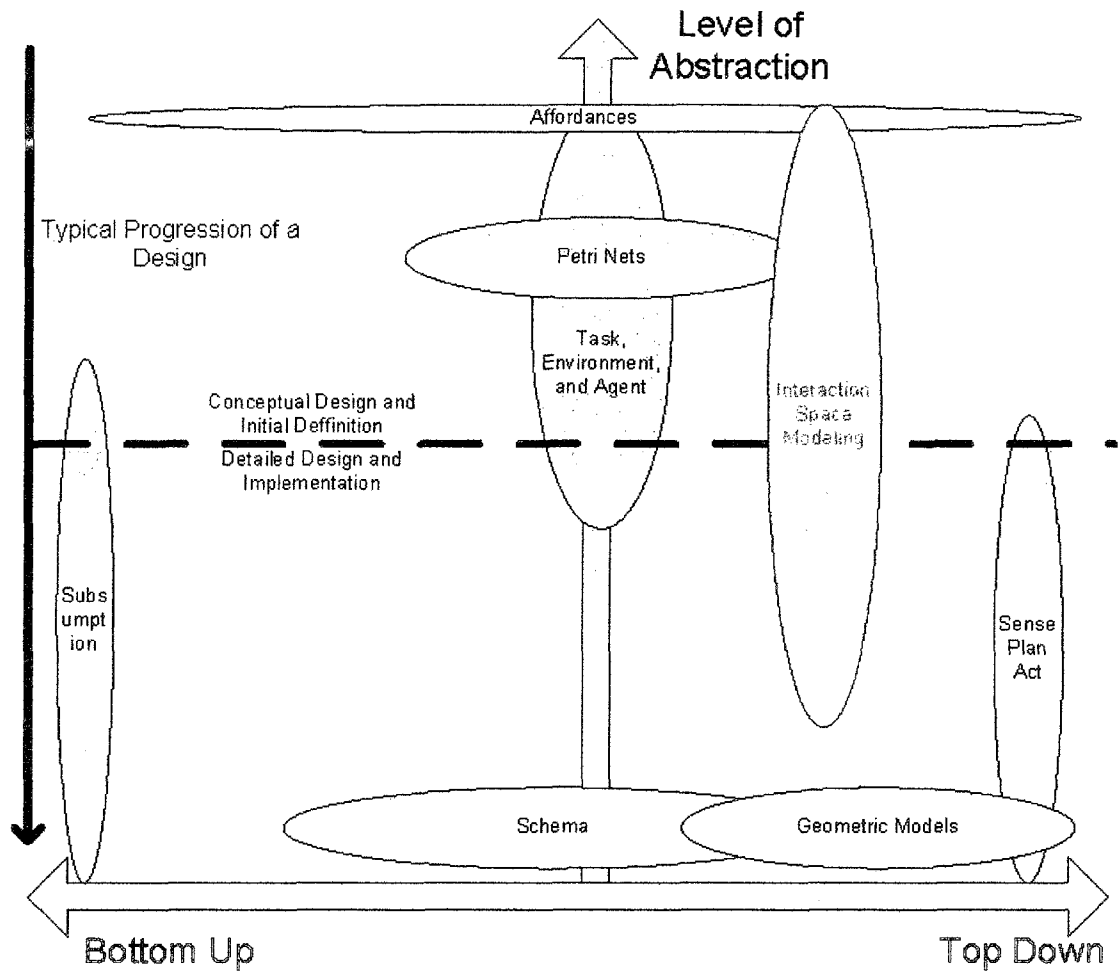 Level of
Abstraction
Affordances
Typical Progression of a
Design
Petri Nets
Task,
Environment,
and Agent
Interaction
Space
Modeling
Conceptual Design and
Initial Deffinition
Detailed Design and
Implementation
Subs
umpt
ion
Sense
Plan
Act
Schema
Geometric Models
Bottom Up
Top Down